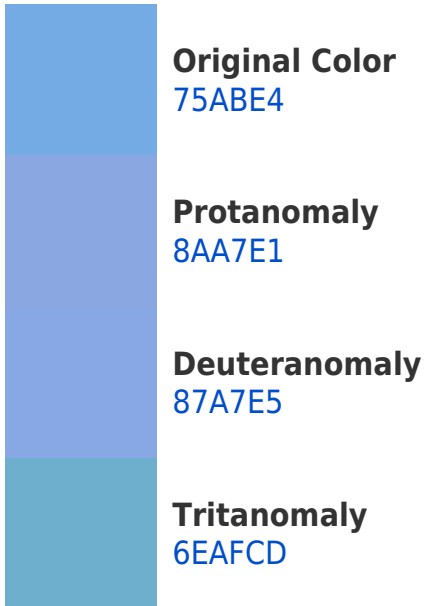 Original Color
75ABE4
Protanomaly
8AA7E1
Deuteranomaly
87A7E5
Tritanomaly
6EAFCD